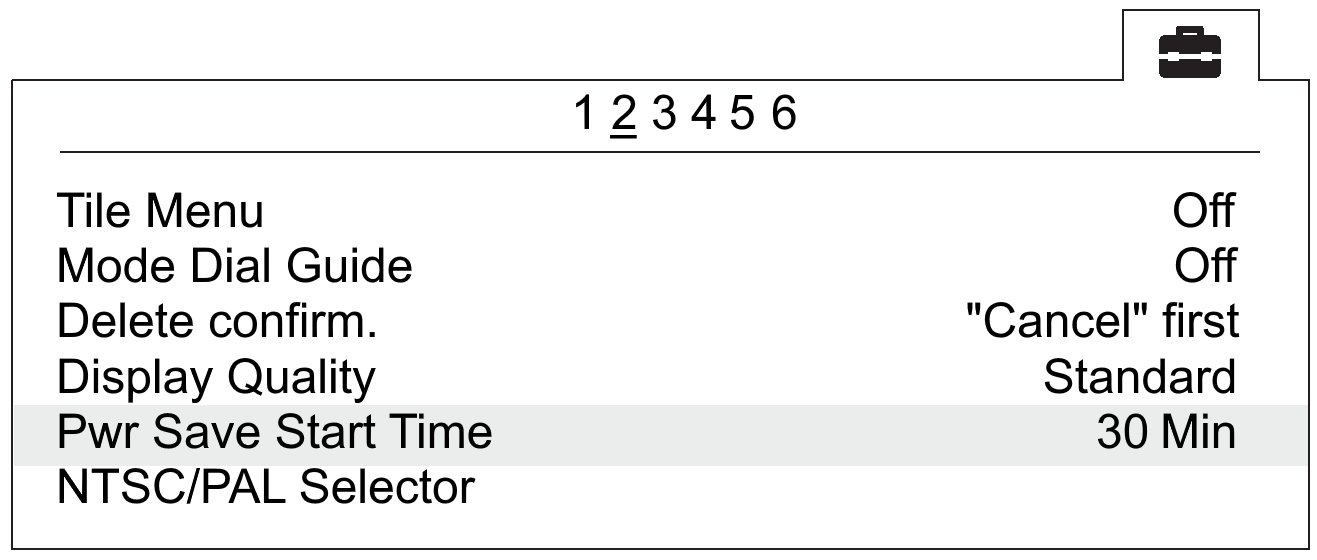 1 2 3 4 5 6
Tile Menu Off
Mode Dial Guide Off
Delete confirm. "Cancel" first
Display Quality Standard
Pwr Save Start Time 30 Min
NTSC/PAL Selector